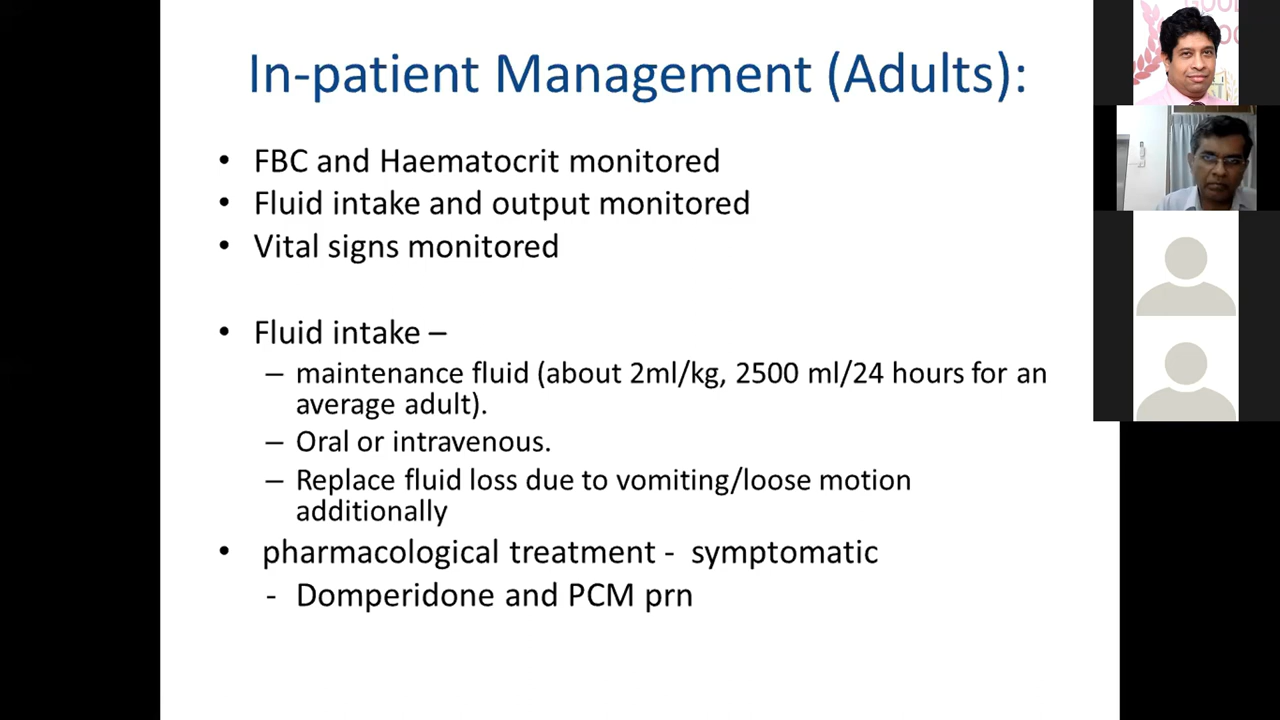 In-patient Management (Adults):
• FBC and Haematocrit monitored
• Fluid intake and output monitored
• Vital signs monitored
• Fluid intake –
– maintenance fluid (about 2ml/kg, 2500 ml/24 hours for an
average adult).
– Oral or intravenous.
– Replace fluid loss due to vomiting/loose motion
additionally
• pharmacological treatment - symptomatic
- Domperidone and PCM prn